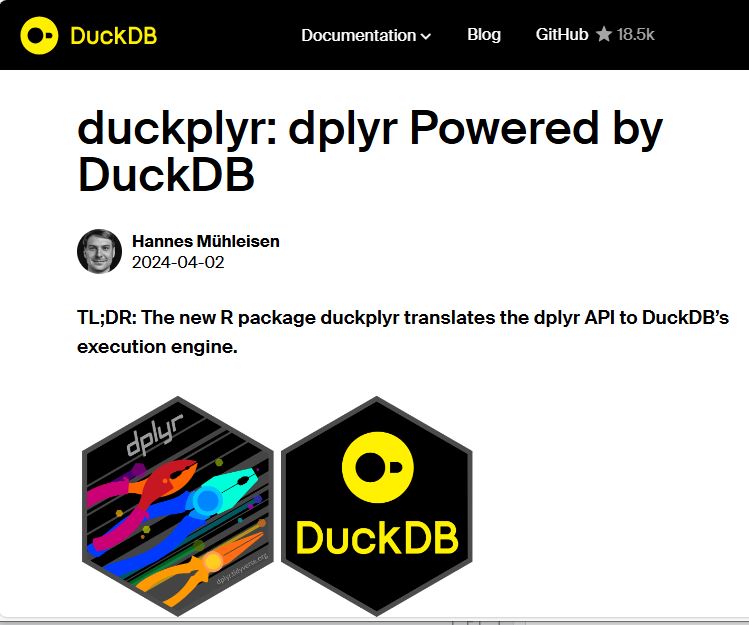 DuckDB
Documentation
Blog
GitHub
18.5k
duckplyr: dplyr Powered by
DuckDB
Hannes Mühleisen
2024-04-02
TL;DR: The new R package duckplyr translates the dplyr API to DuckDB’s
execution engine.
dplyr
dplyr.tidyverse.org
DuckDB